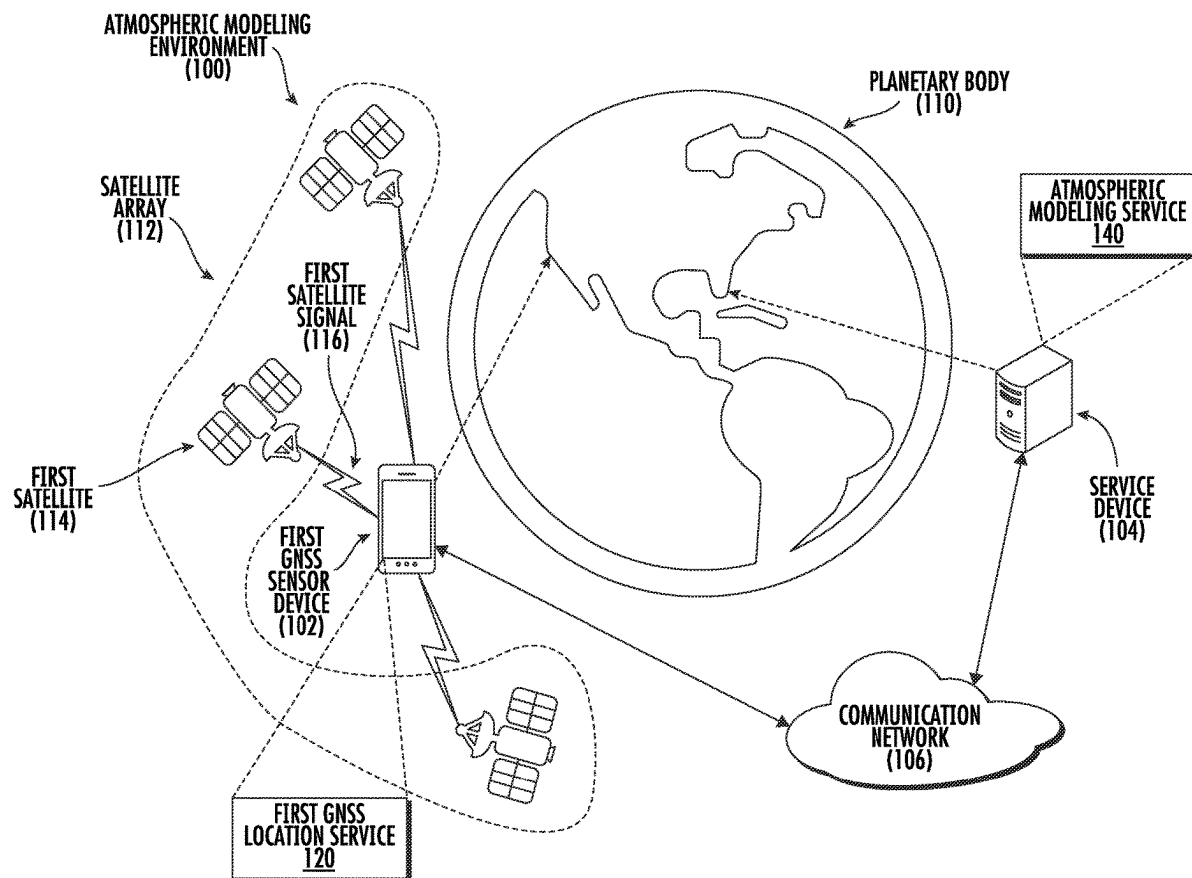 ATMOSPHERIC MODELING
ENVIRONMENT
(100)
PLANETARY BODY
(110)
SATELLITE
ARRAY
(112)
ATMOSPHERIC
MODELING SERVICE
140
FIRST
SATELLITE
SIGNAL
(116)
FIRST
SATELLITE
(114)
SERVICE
DEVICE
(104)
FIRST
GNSS
SENSOR
DEVICE
(102)
COMMUNICATION
NETWORK
(106)
FIRST GNSS
LOCATION SERVICE
120